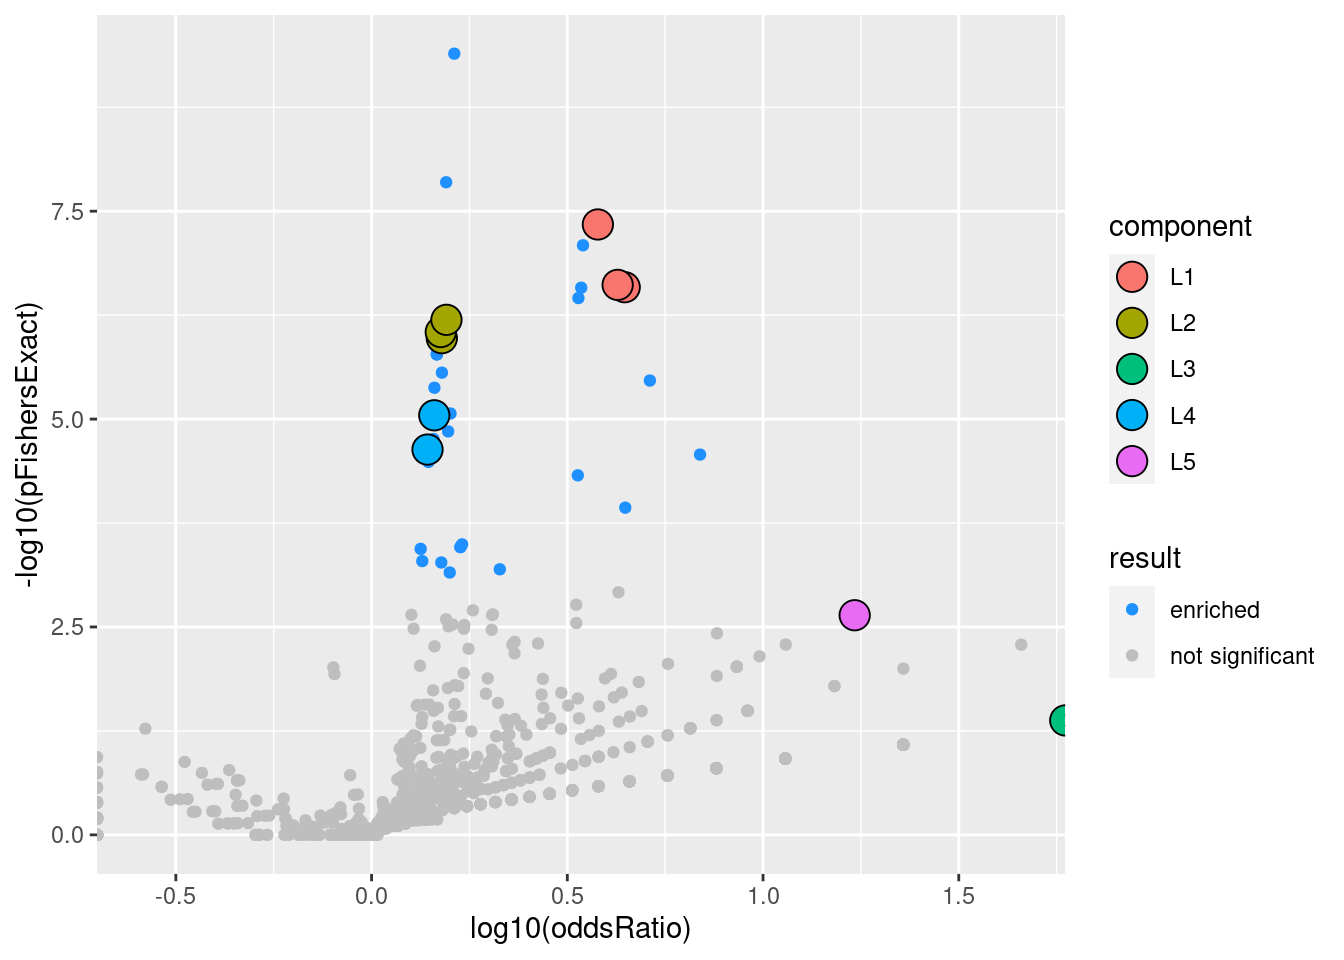 7.5
5.0
2.5
0.0
-0.5
0.0
0.5
1.0
1.5
log10(oddsRatio)
-log10(pFishersExact)
component
L1
L2
L3
L4
L5
result
enriched
not significant